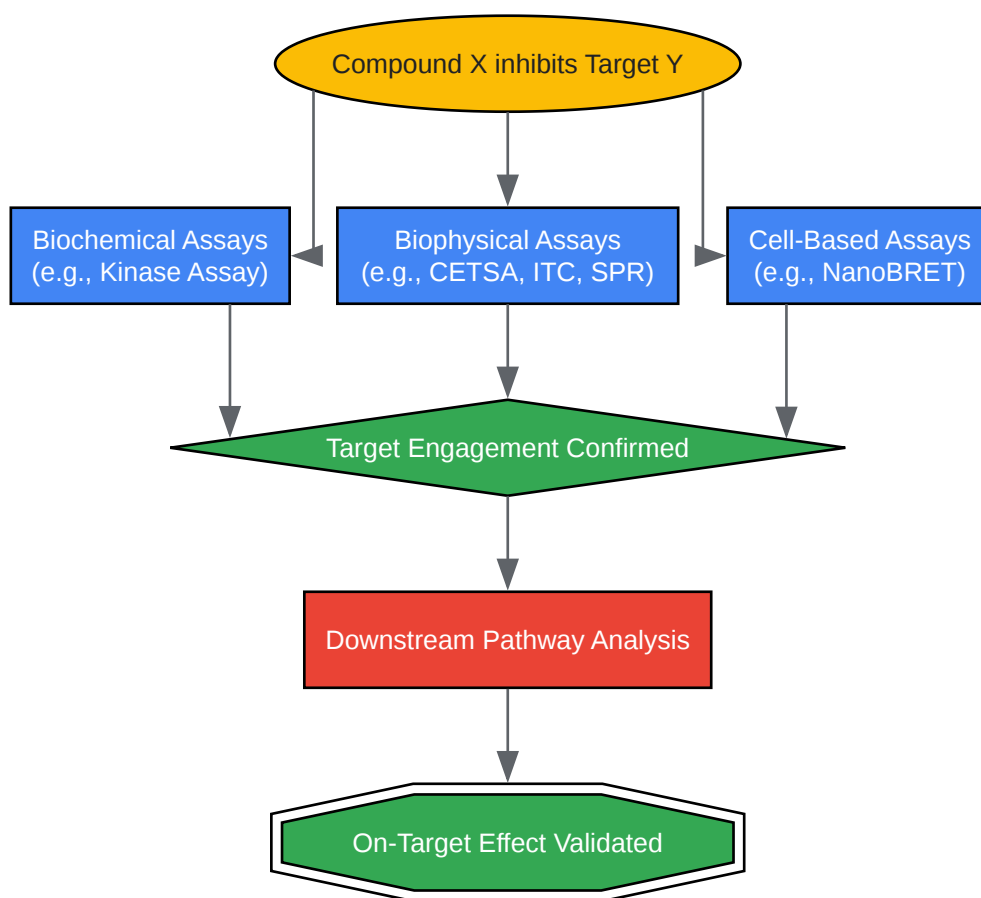 Compound X inhibits Target Y
Biochemical Assays
(e.g., Kinase Assay)
Biophysical Assays
(e.g., CETSA, ITC, SPR)
Cell-Based Assays
(e.g., NanoBRET)
Target Engagement Confirmed
Downstream Pathway Analysis
On-Target Effect Validated